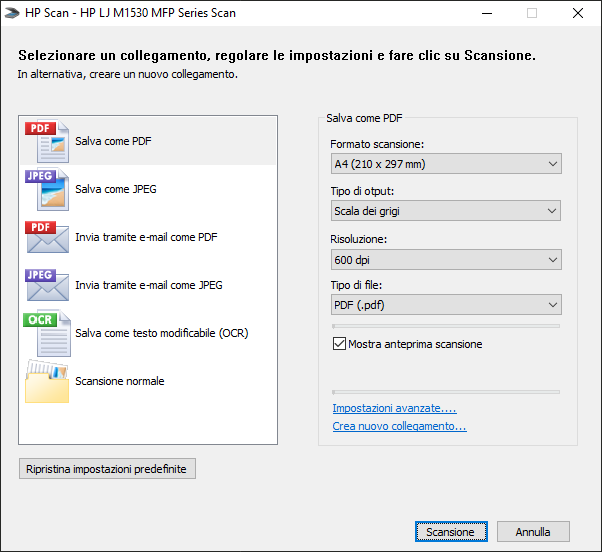 HP Scan - HP LJ M1530 MFP Series Scan
Selezionare un collegamento, regolare le impostazioni e fare clic su Scansione.
In alternativa, creare un nuovo collegamento.
PDF
Salva come PDF
JPEG
Salva come JPEG
PDF
Invia tramite e-mail come PDF
JPEG
Invia tramite e-mail come JPEG
OCR
Salva come testo modificabile (OCR)
Scansione normale
Ripristina impostazioni predefinite
Salva come PDF
Formato scansione:
A4 (210 x 297 mm)
Tipo di otput:
Scala dei grigi
Risoluzione:
600 dpi
Tipo di file:
PDF (.pdf)
Mostra anteprima scansione
Impostazioni avanzate....
Crea nuovo collegamento...
Scansione
Annulla